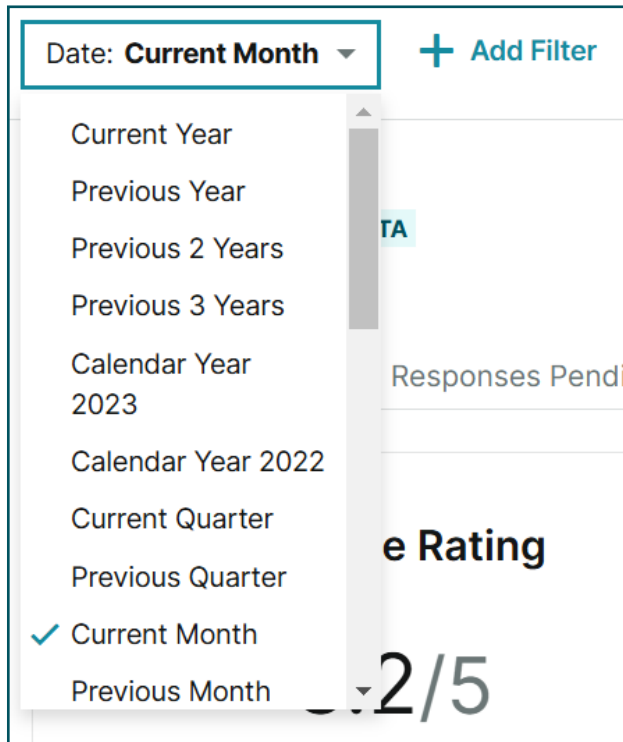 Date: Current Month
+ Add Filter
Current Year
Previous Year
Previous 2 Years
Previous 3 Years
Calendar Year
2023
Calendar Year 2022
Current Quarter
Previous Quarter
Current Month
Previous Month
TA
Responses Pendi
e Rating
.2/5